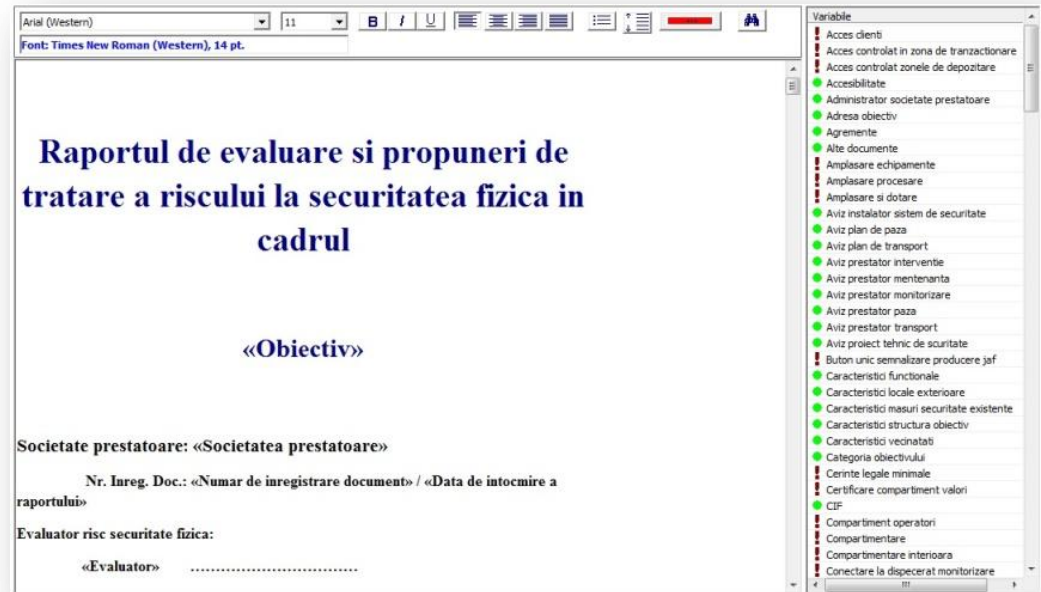 Arial (Western)
11
B I U
Font: Times New Roman (Western), 14 pt.
Raportul de evaluare si propuneri de
tratare a riscului la securitatea fizica in
cadrul
«Obiectiv»
Societate prestatoare: «Societatea prestatoare»
Nr. Inreg. Doc.: «Numar de inregistrare document» / «Data de intocmire a
raportului»
Evaluator risc securitate fizica:
«Evaluator» ……………………………
Variabile
Acces clienti
Acces controlat in zona de tranzactionare
Acces controlat zonele de depozitare
Accesibilitate
Administrator societate prestatoare
Adresa obiectiv
Agremente
Alte documente
Amplasare echipamente
Amplasare procesare
Amplasare si dotare
Aviz instalator sistem de securitate
Aviz plan de paza
Aviz plan de transport
Aviz prestator interventie
Aviz prestator mentenanta
Aviz prestator monitorizare
Aviz prestator paza
Aviz prestator transport
Aviz proiect tehnic de scuritate
Buton unic semnalizare producere jaf
Caracteristici functionale
Caracteristici locale exterioare
Caracteristici masuri securitate existente
Caracteristici structura obiectiv
Caracteristici vecinatati
Categoria obiectivului
Cerinte legale minimale
Certificare compartiment valori
CIF
Compartiment operatori
Compartimentare
Compartimentare interioara
Conectare la dispecerat monitorizare